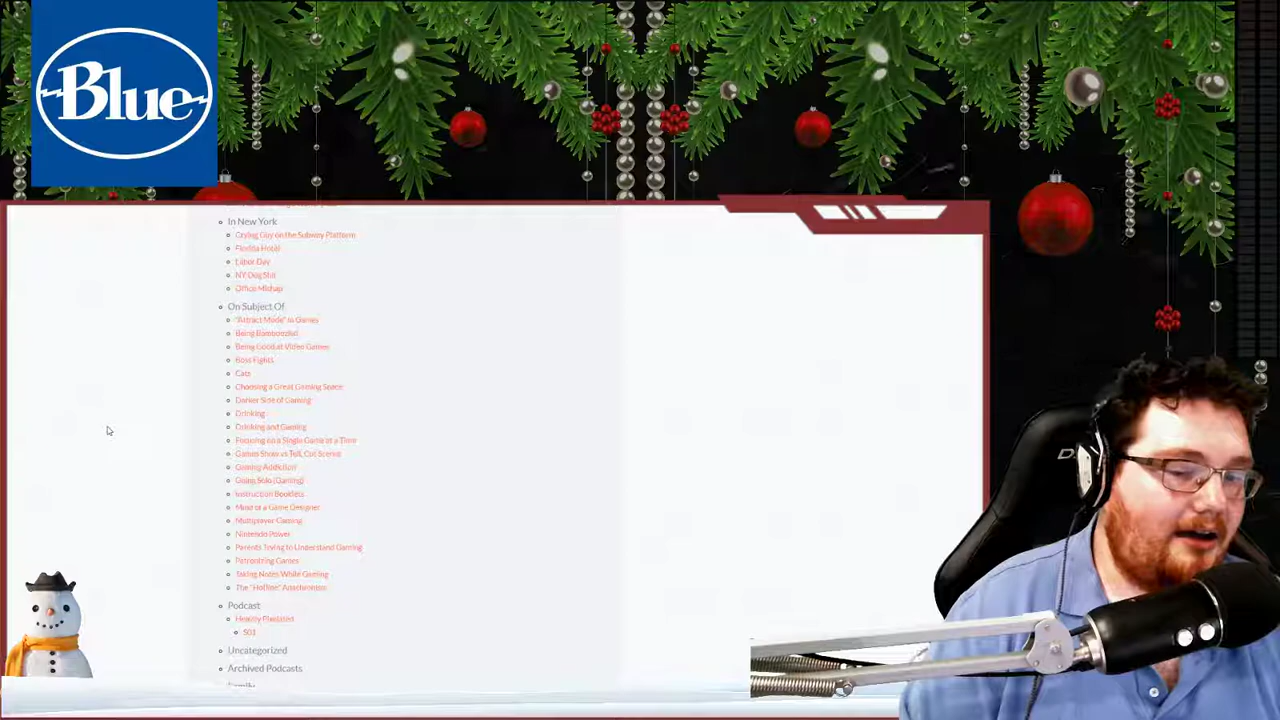 Blue
In New York
Crying Guy on the Subway Platform
Florida Hotel
Labor Day
NY Dog Shit
Office Mishap
On Subject Of
"Attract Mode" in Games
Being Bamboozled
Being Good at Video Games
Boss Fights
Cats
Choosing a Great Gaming Space
Darker Side of Gaming
Drinking
Drinking and Gaming
Focusing on a Single Game at a Time
Games Show vs Tell, Cut Scenes
Gaming Addiction
Going Solo (Gaming)
Instruction Booklets
Mind of a Game Designer
Multiplayer Gaming
Nintendo Power
Parents Trying to Understand Gaming
Patronizing Games
Taking Notes While Gaming
The "Hotline" Anachronism
Podcast
Heavily Pixelated
S01
Uncategorized
Archived Podcasts